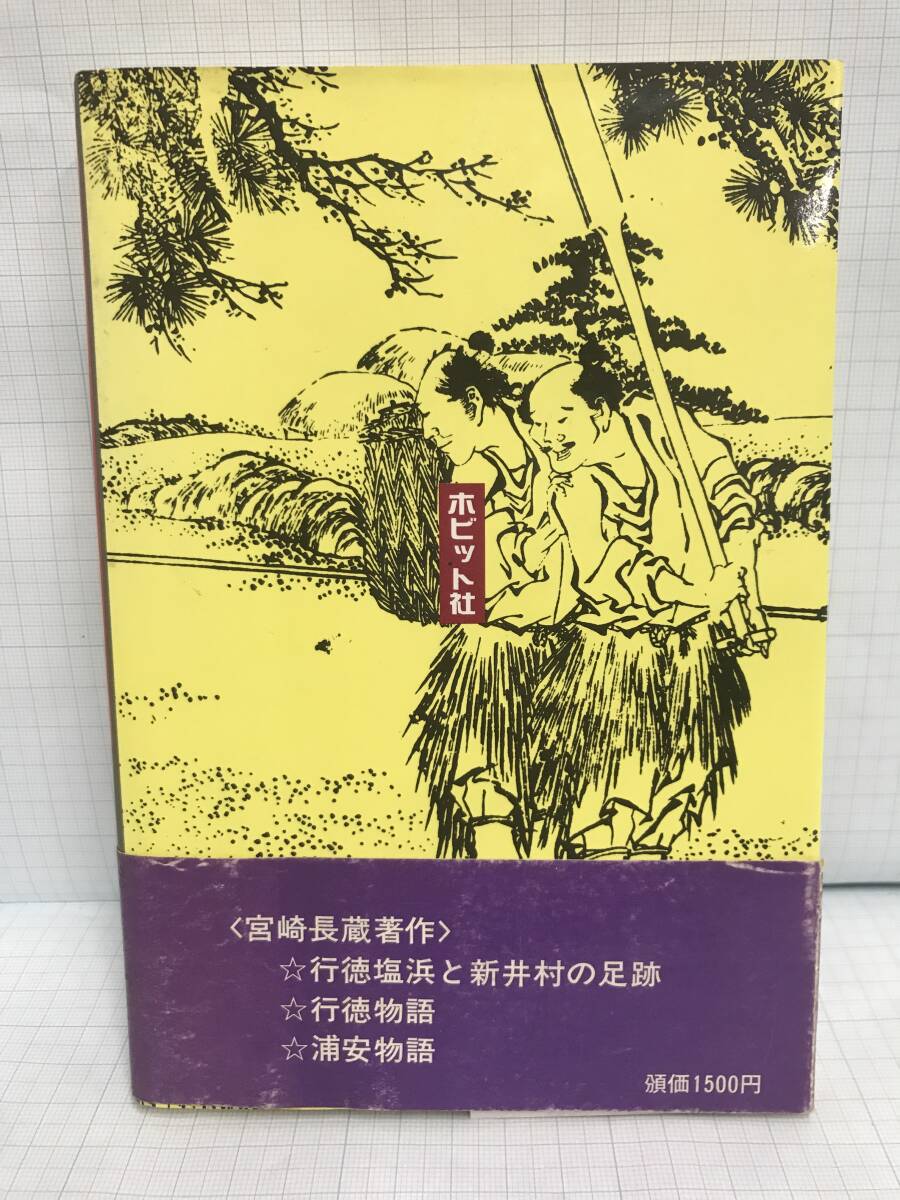 ホビット社
〈宮崎長蔵著作〉
☆行徳塩浜と新井村の足跡
☆行徳物語
☆浦安物語
頒価1500円